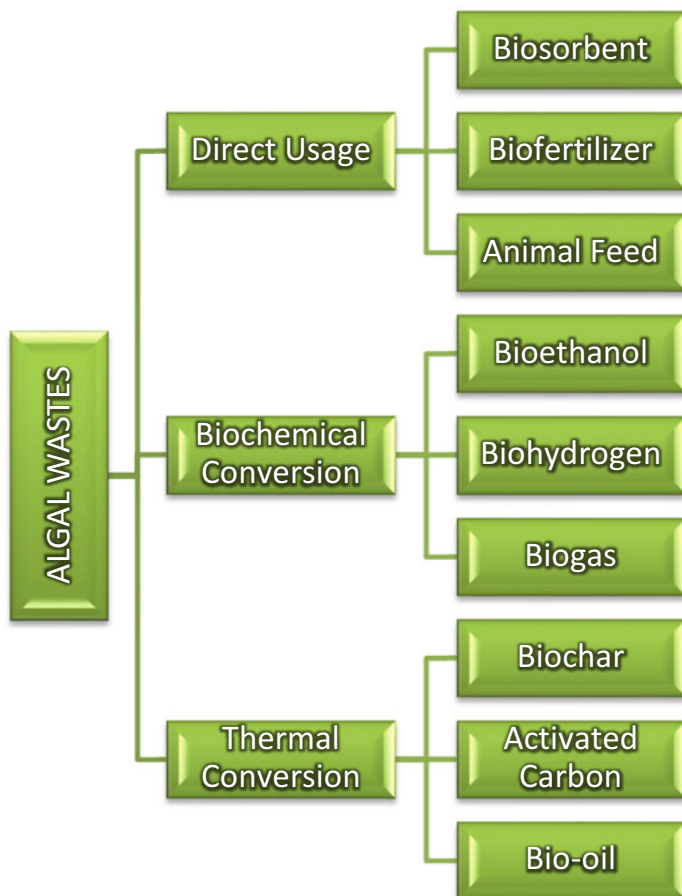 ALGAL WASTES
Direct Usage
Biosorbent
Biofertilizer
Animal Feed
Biochemical
Conversion
Bioethanol
Biohydrogen
Biogas
Thermal
Conversion
Biochar
Activated
Carbon
Bio-oil